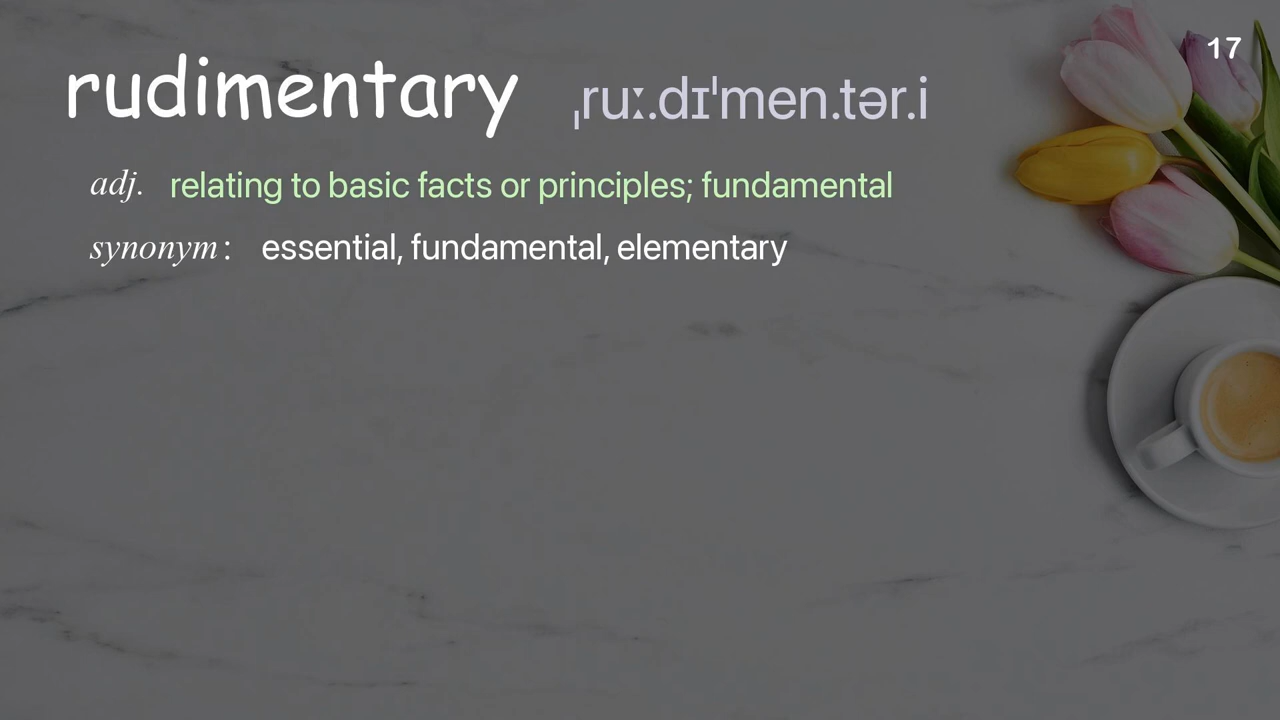 17
rudimentary ˌruː.dɪˈmen.tər.i
adj. relating to basic facts or principles; fundamental
synonym: essential, fundamental, elementary